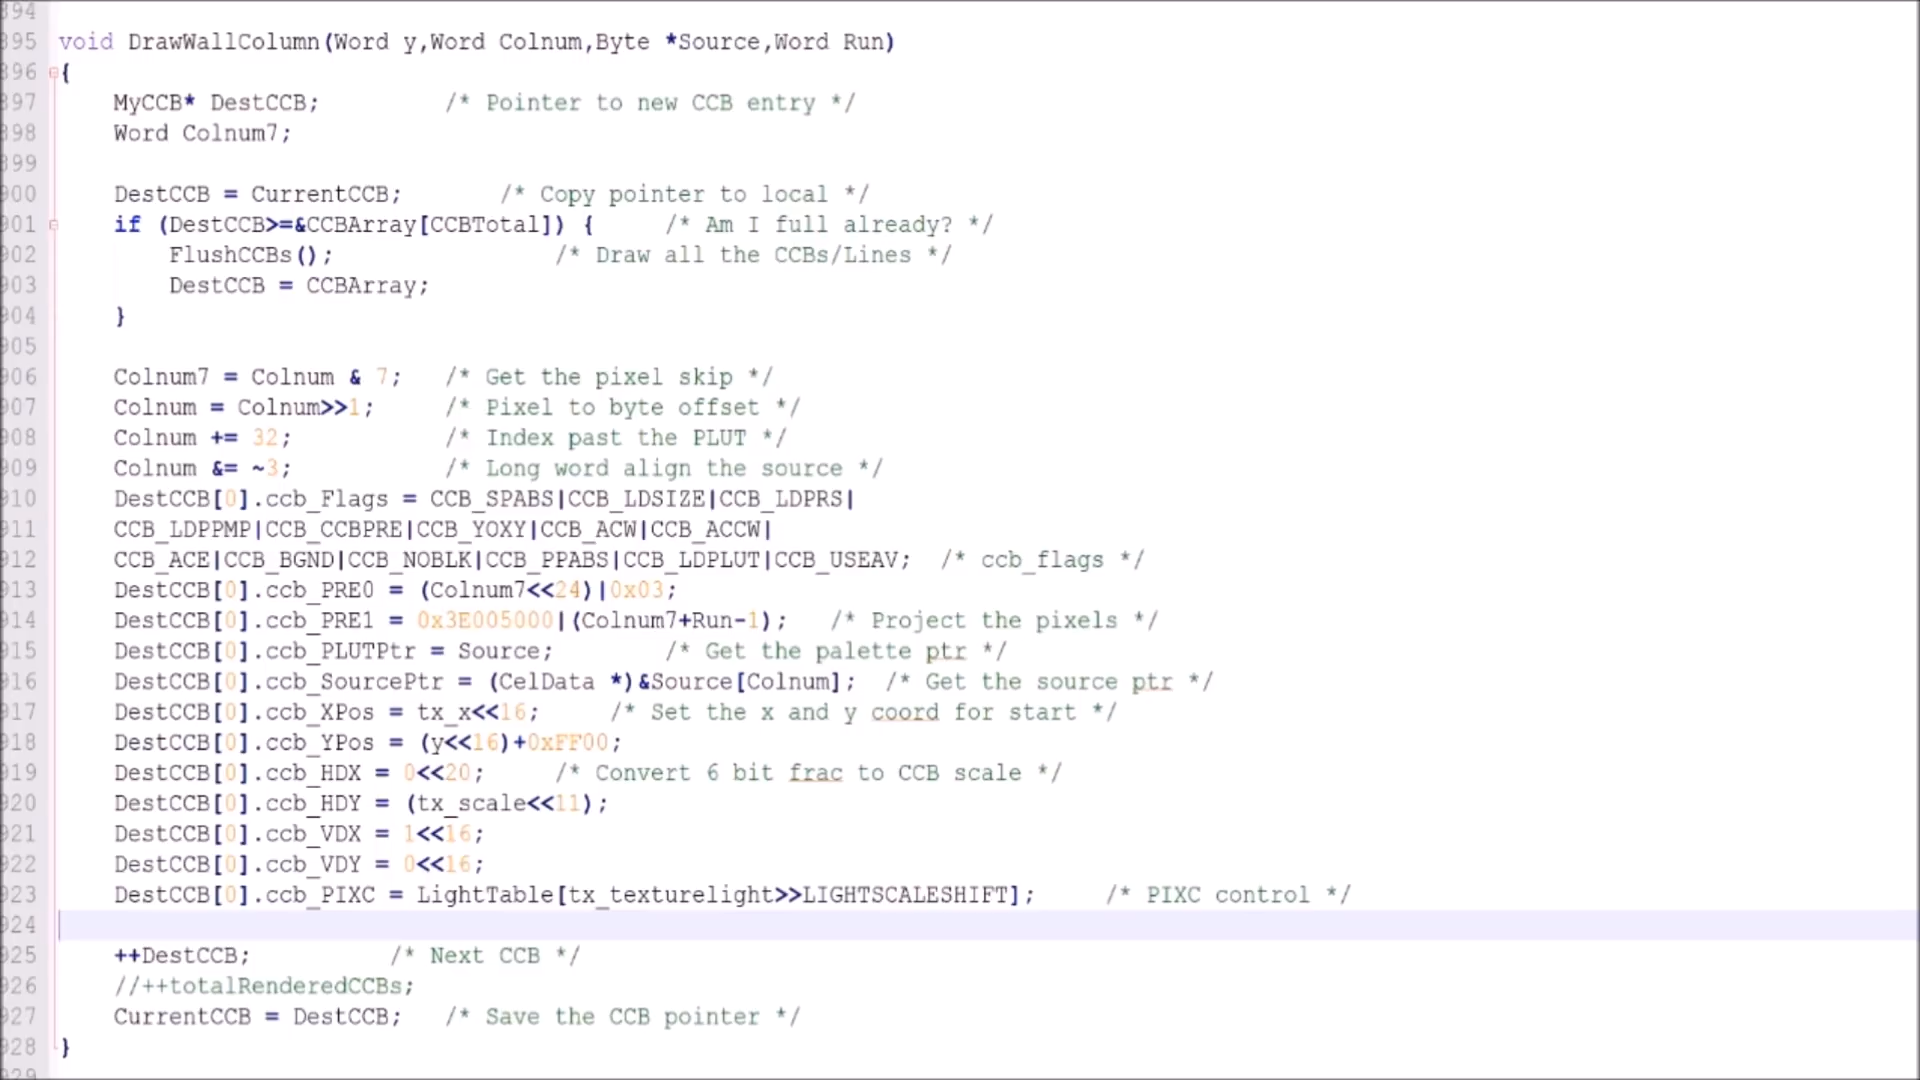 894
895 void DrawWallColumn(Word y,Word Colnum,Byte *Source,Word Run)
896 {
897 MyCCB* DestCCB; /* Pointer to new CCB entry */
898 Word Colnum7;
899
900 DestCCB = CurrentCCB; /* Copy pointer to local */
901 if (DestCCB>=&CCBArray[CCBTotal]) { /* Am I full already? */
902 FlushCCBs(); /* Draw all the CCBs/Lines */
903 DestCCB = CCBArray;
904 }
905
906 Colnum7 = Colnum & 7; /* Get the pixel skip */
907 Colnum = Colnum>>1; /* Pixel to byte offset */
908 Colnum += 32; /* Index past the PLUT */
909 Colnum &= ~3; /* Long word align the source */
910 DestCCB[0].ccb_Flags = CCB_SPABS|CCB_LDSIZE|CCB_LDPRS|
911 CCB_LDPPMP|CCB_CCBPRE|CCB_YOXY|CCB_ACW|CCB_ACCW|
912 CCB_ACE|CCB_BGND|CCB_NOBLK|CCB_PPABS|CCB_LDPLUT|CCB_USEAV; /* ccb_flags */
913 DestCCB[0].ccb_PRE0 = (Colnum7<<24)|0x03;
914 DestCCB[0].ccb_PRE1 = 0x3E005000|(Colnum7+Run-1); /* Project the pixels */
915 DestCCB[0].ccb_PLUTPtr = Source; /* Get the palette ptr */
916 DestCCB[0].ccb_SourcePtr = (CelData *)&Source[Colnum]; /* Get the source ptr */
917 DestCCB[0].ccb_XPos = tx_x<<16; /* Set the x and y coord for start */
918 DestCCB[0].ccb_YPos = (y<<16)+0xFF00;
919 DestCCB[0].ccb_HDX = 0<<20; /* Convert 6 bit frac to CCB scale */
920 DestCCB[0].ccb_HDY = (tx_scale<<11);
921 DestCCB[0].ccb_VDX = 1<<16;
922 DestCCB[0].ccb_VDY = 0<<16;
923 DestCCB[0].ccb_PIXC = LightTable[tx_texturelight>>LIGHTSCALESHIFT]; /* PIXC control */
924
925 ++DestCCB; /* Next CCB */
926 //++totalRenderedCCBs;
927 CurrentCCB = DestCCB; /* Save the CCB pointer */
928 }
929